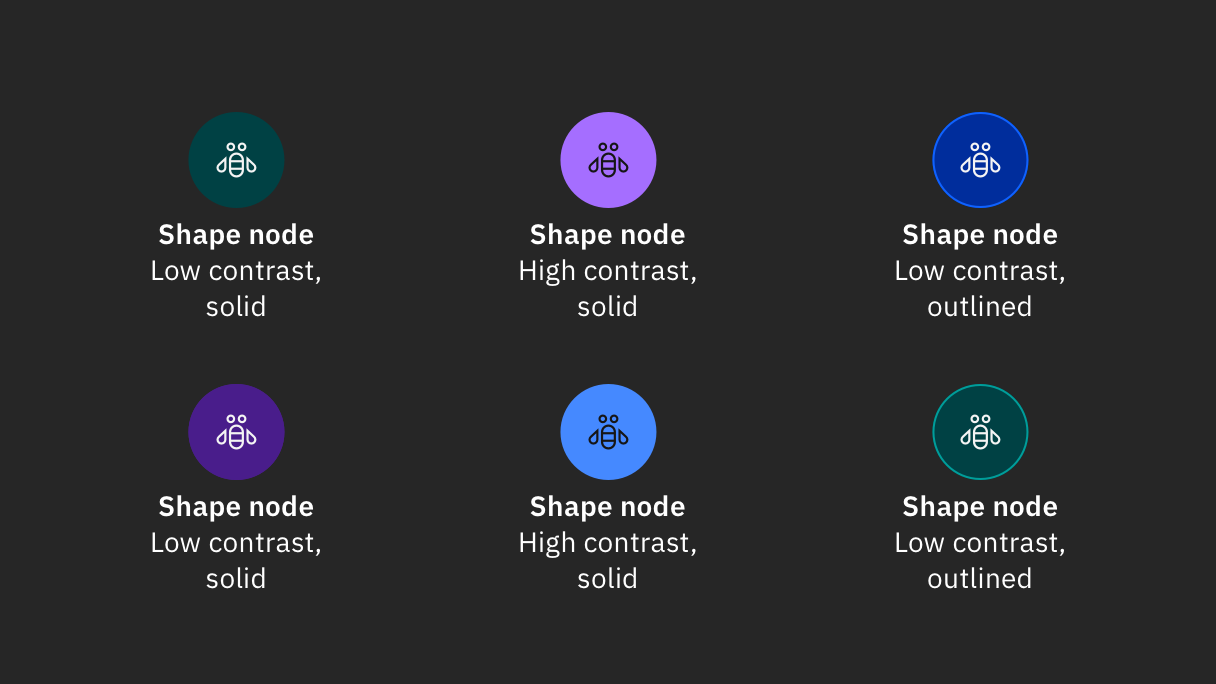 Shape node
Low contrast,
solid
Shape node
High contrast,
solid
Shape node
Low contrast,
outlined
Shape node
Low contrast,
solid
Shape node
High contrast,
solid
Shape node
Low contrast,
outlined